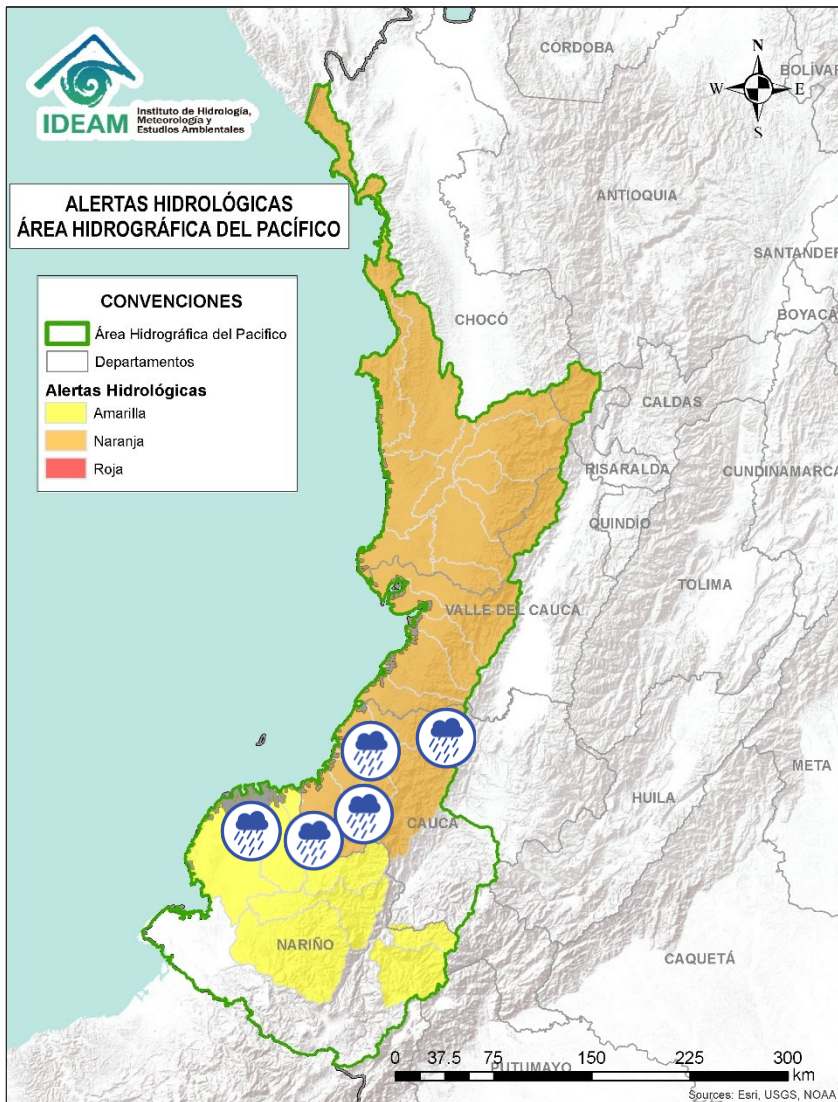 IDEAM
Instituto de Hidrología,
Meteorología y
Estudios Ambientales
ALERTAS HIDROLÓGICAS
ÁREA HIDROGRÁFICA DEL PACÍFICO
CONVENCIONES
Área Hidrográfica del Pacifico
Departamentos
Alertas Hidrológicas
Amarilla
Naranja
Roja
N
W
E
S
CÓRDOBA
BOLÍVAR
ANTIOQUIA
SANTANDER
BOYACÁ
CHOCÓ
CALDAS
RISARALDA
CUNDINAMARCA
QUINDÍO
TOLIMA
VALLE DEL CAUCA
META
HUILA
CAUCA
NARIÑO
CAQUETÁ
PUTUMAYO
0 37.5 75 150 225 300
km
Sources: Esri, USGS, NOAA